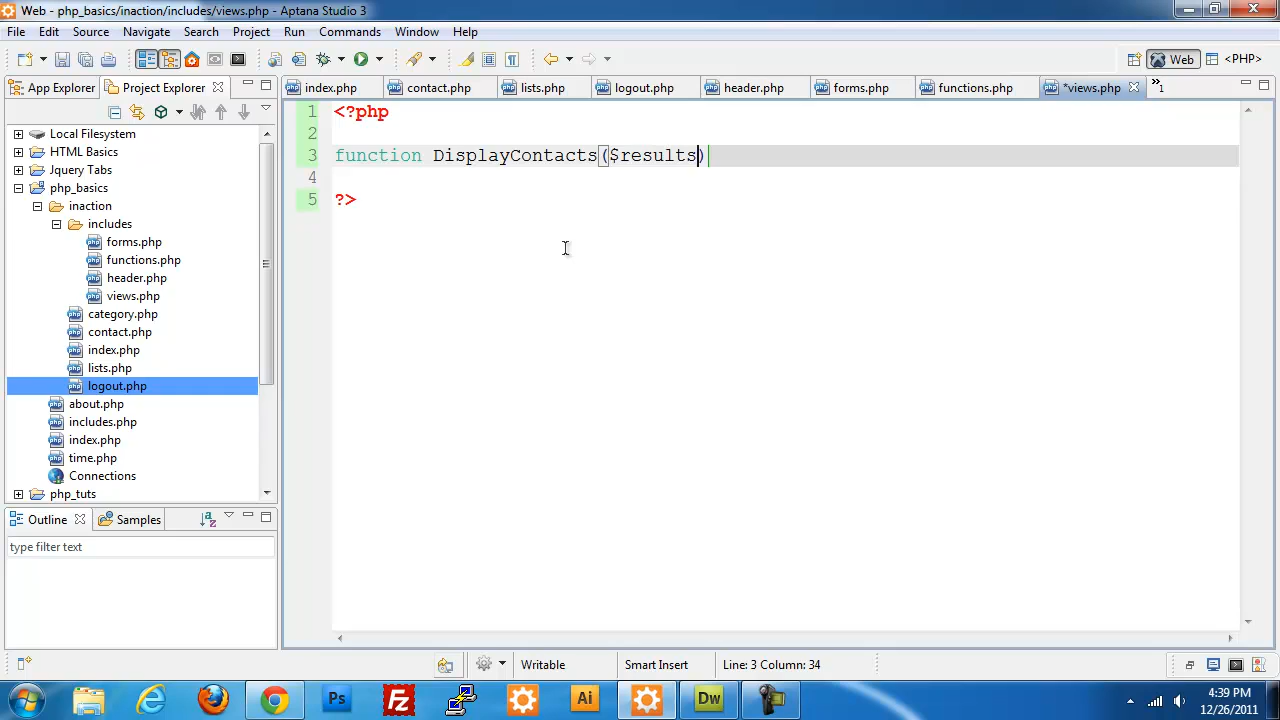 Web - php_basics/inaction/includes/views.php - Aptana Studio 3
File Edit Source Navigate Search Project Run Commands Window Help
Web <PHP>
App Explorer Project Explorer
index.php contact.php lists.php logout.php header.php forms.php functions.php *views.php »1
Local Filesystem
HTML Basics
Jquery Tabs
php_basics
inaction
includes
forms.php
functions.php
header.php
views.php
category.php
contact.php
index.php
lists.php
logout.php
about.php
includes.php
index.php
time.php
Connections
php_tuts
1 <?php
2
3 function DisplayContacts($results)
4
5 ?>
Outline Samples
type filter text
Writable Smart Insert Line: 3 Column: 34
Ps Fz Ai Dw
4:39 PM
12/26/2011